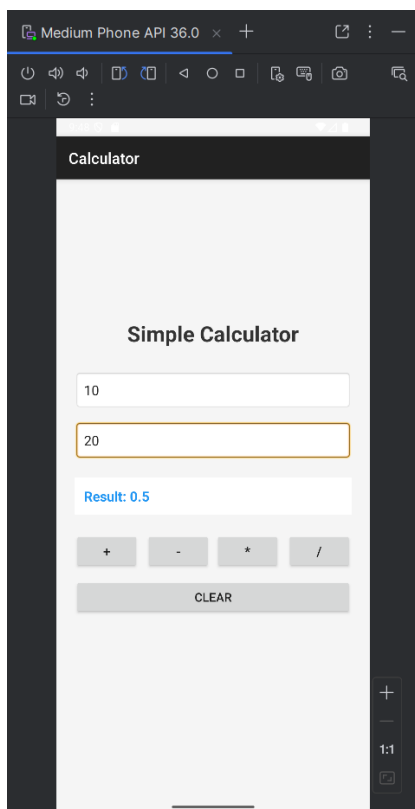 Medium Phone API 36.0
Calculator
Simple Calculator
10
20
Result: 0.5
+ - * /
CLEAR
1:1